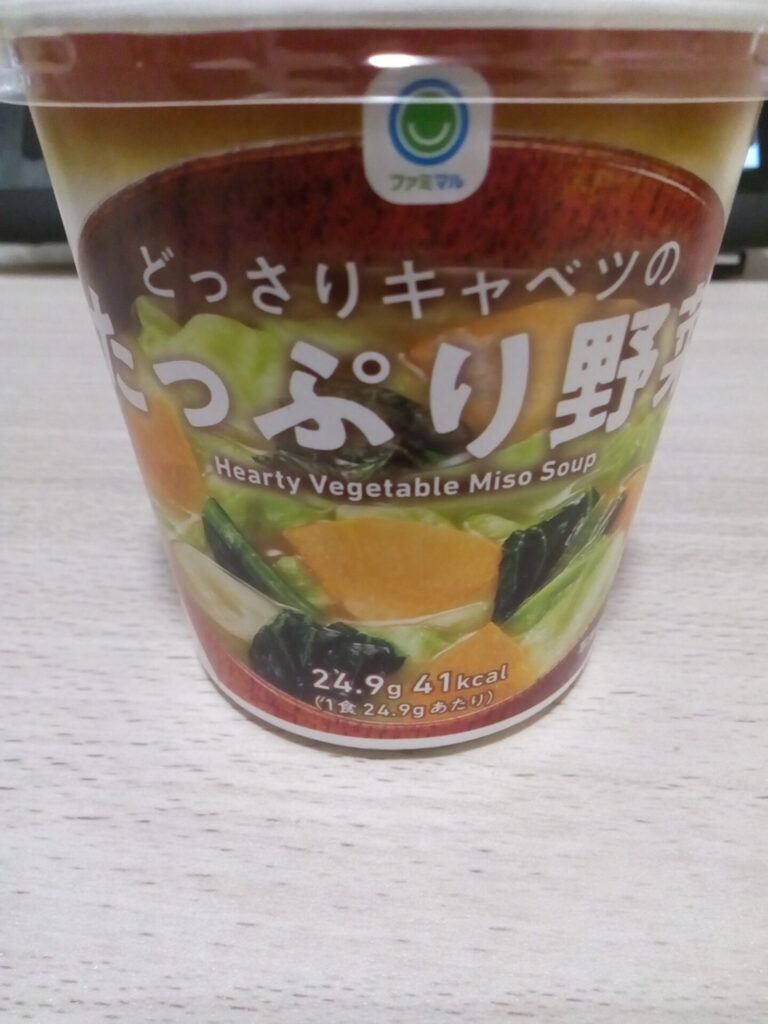 ファミマル
どっさりキャベツの
たっぷり野菜
Hearty Vegetable Miso Soup
24.9g 41kcal
(1食 24.9gあたり)